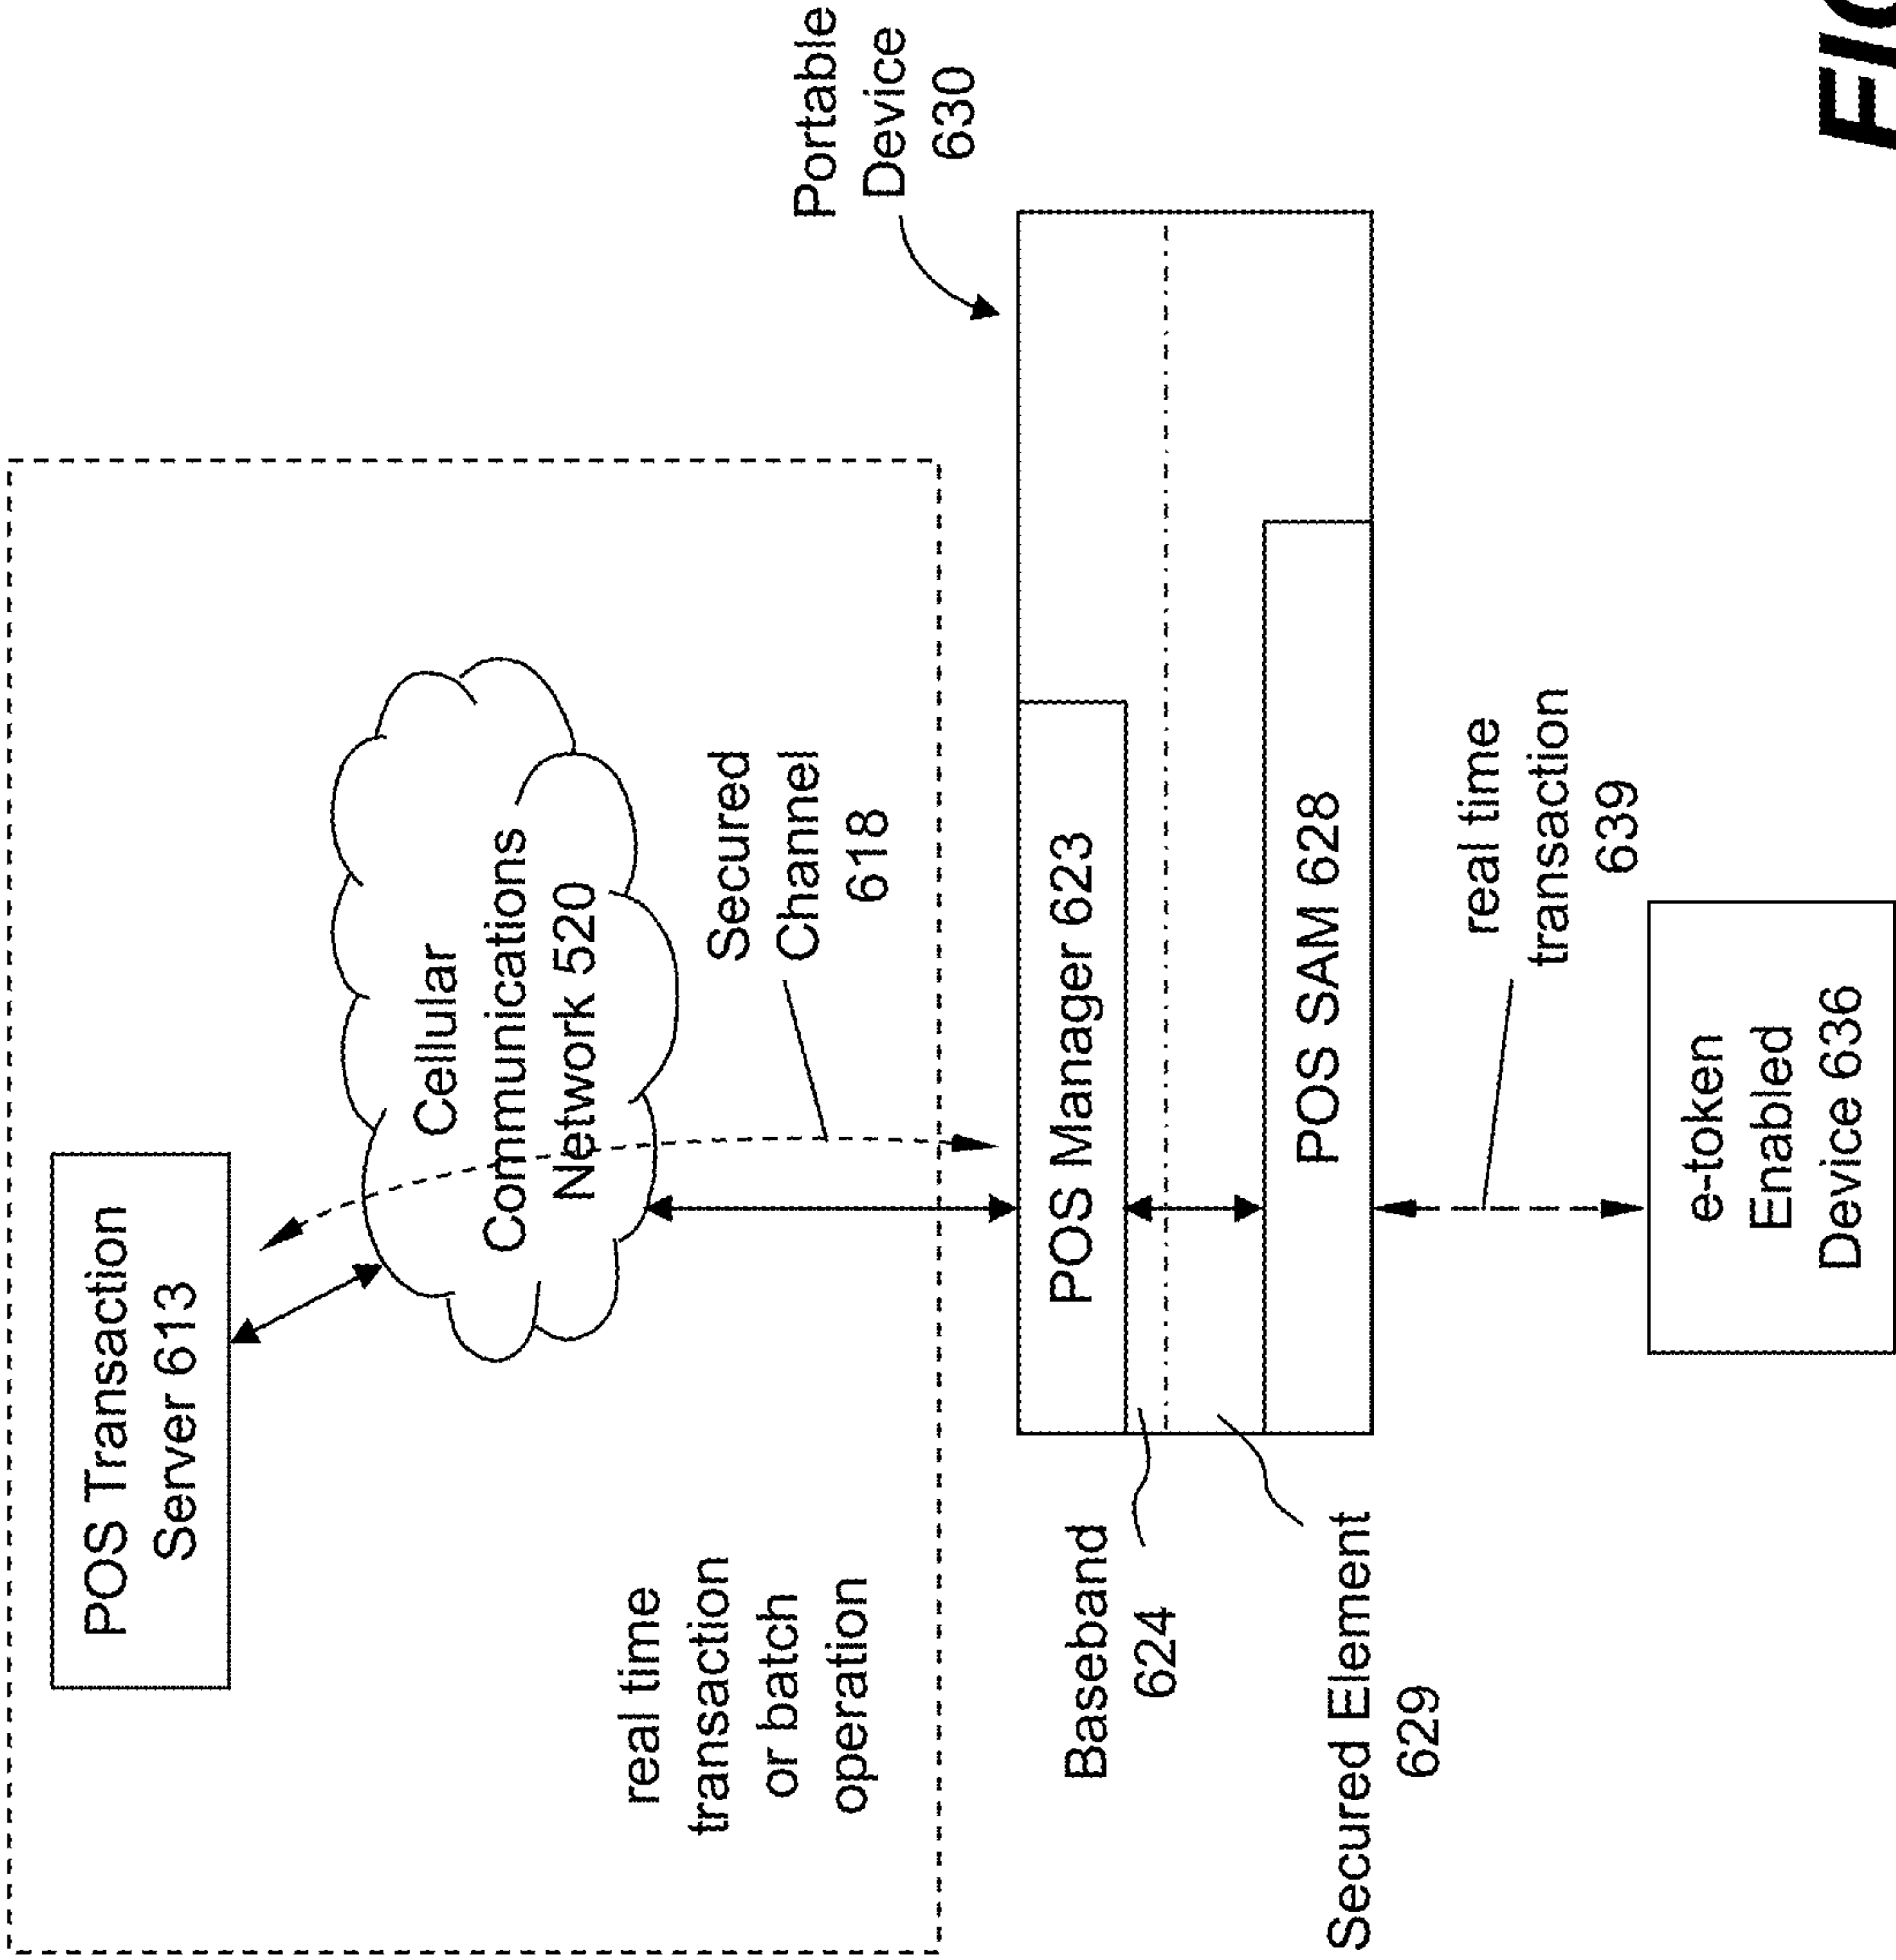 POS Transaction
Server 613
Cellular
Communications
Network 520
Secured
Channel
618
real time
transaction
or batch
operation
Portable
Device
630
POS Manager 623
Baseband
624
POS SAM 628
Secured Element
629
real time
transaction
639
e-token
Enabled
Device 636